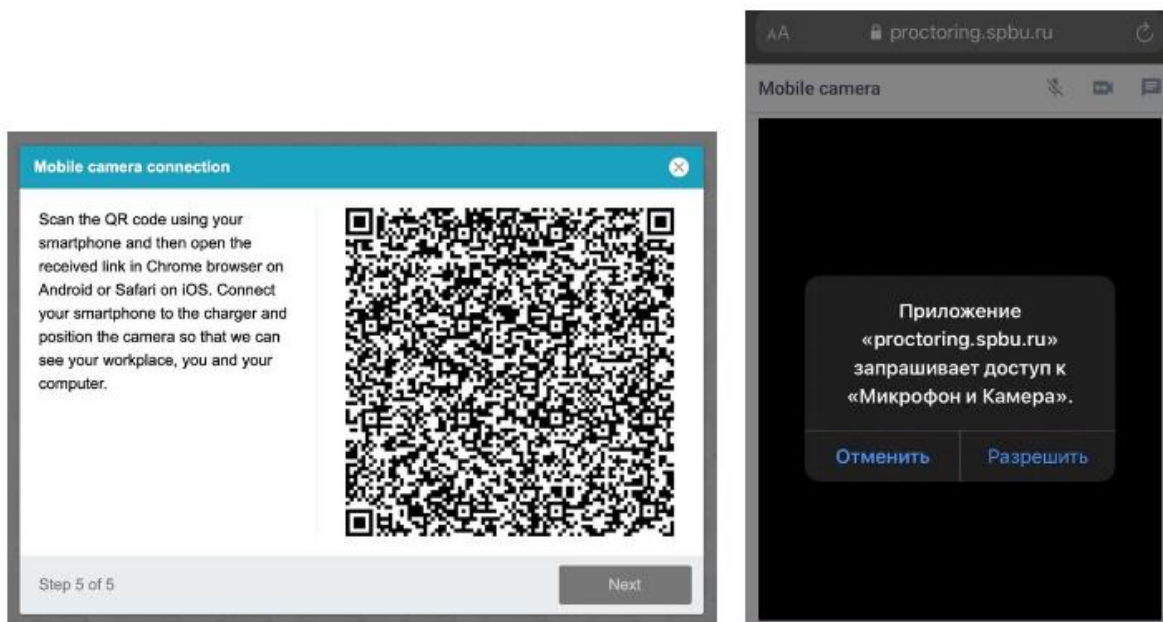 Mobile camera connection
Scan the QR code using your
smartphone and then open the
received link in Chrome browser on
Android or Safari on iOS. Connect
your smartphone to the charger and
position the camera so that we can
see your workplace, you and your
computer.
Step 5 of 5
Next
AA
proctoring.spbu.ru
Mobile camera
Приложение
«proctoring.spbu.ru»
запрашивает доступ к
«Микрофон и Камера».
Отменить
Разрешить